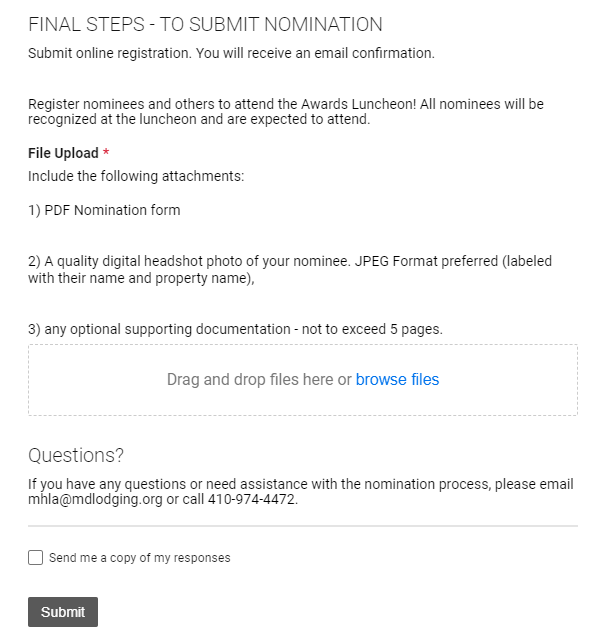 FINAL STEPS - TO SUBMIT NOMINATION
Submit online registration. You will receive an email confirmation.
Register nominees and others to attend the Awards Luncheon! All nominees will be
recognized at the luncheon and are expected to attend.
File Upload *
Include the following attachments:
1) PDF Nomination form
2) A quality digital headshot photo of your nominee. JPEG Format preferred (labeled
with their name and property name),
3) any optional supporting documentation - not to exceed 5 pages.
Drag and drop files here or browse files
Questions?
If you have any questions or need assistance with the nomination process, please email
mhla@mdlodging.org or call 410-974-4472.
Send me a copy of my responses
Submit